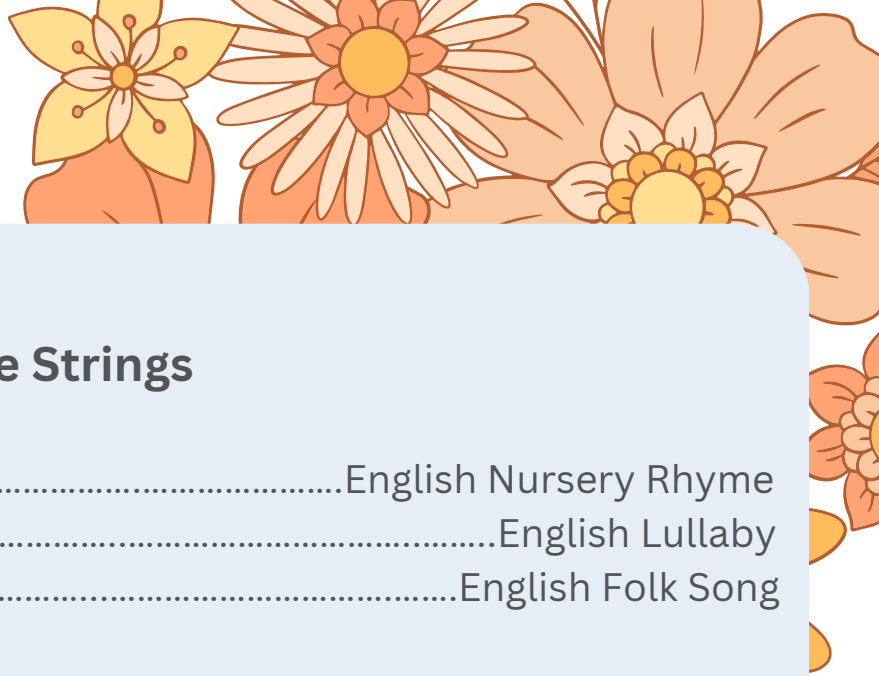 e Strings
..............................................English Nursery Rhyme
..................................................................English Lullaby
............................................................English Folk Song